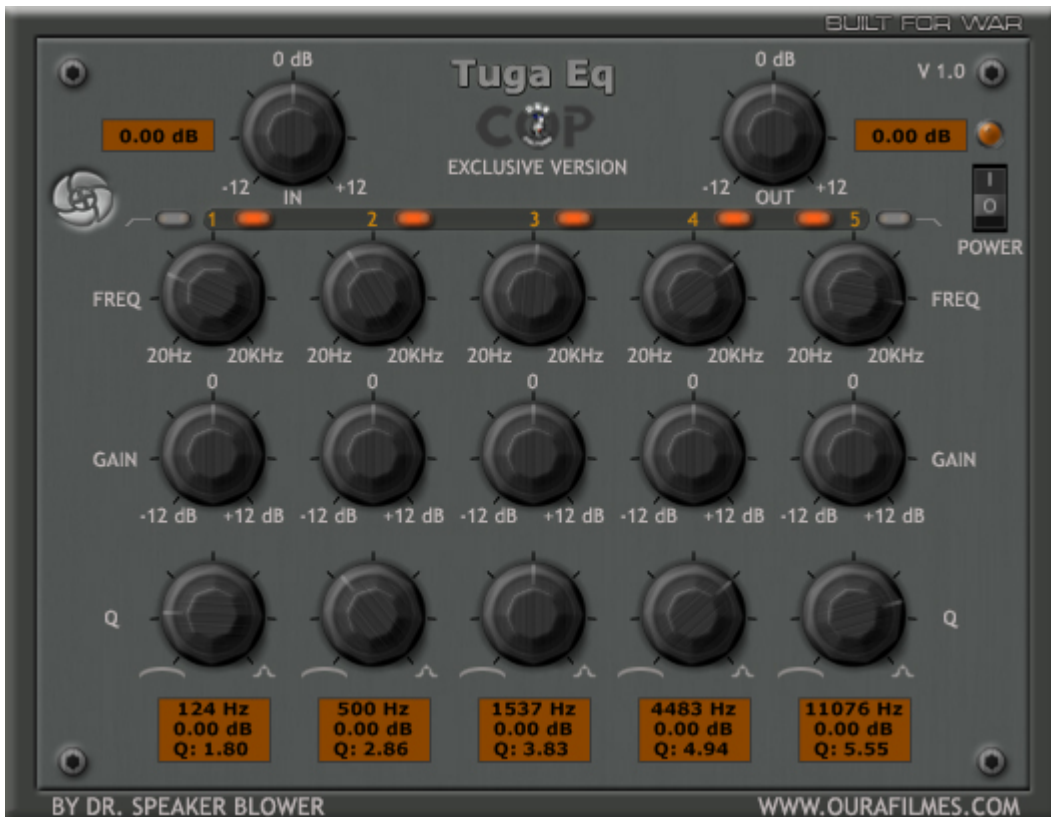 BUILT FOR WAR
0 dB Tuga Eq 0 dB V 1.0
0.00 dB COP 0.00 dB
EXCLUSIVE VERSION
-12 +12 -12 +12
IN OUT
I
O
1 2 3 4 5
POWER
FREQ FREQ
20Hz 20KHz 20Hz 20KHz 20Hz 20KHz 20Hz 20KHz 20Hz 20KHz
0 0 0 0 0
GAIN GAIN
-12 dB +12 dB -12 dB +12 dB -12 dB +12 dB -12 dB +12 dB -12 dB +12 dB
Q Q
124 Hz 500 Hz 1537 Hz 4483 Hz 11076 Hz
0.00 dB 0.00 dB 0.00 dB 0.00 dB 0.00 dB
Q: 1.80 Q: 2.86 Q: 3.83 Q: 4.94 Q: 5.55
BY DR. SPEAKER BLOWER WWW.OURAFILMES.COM